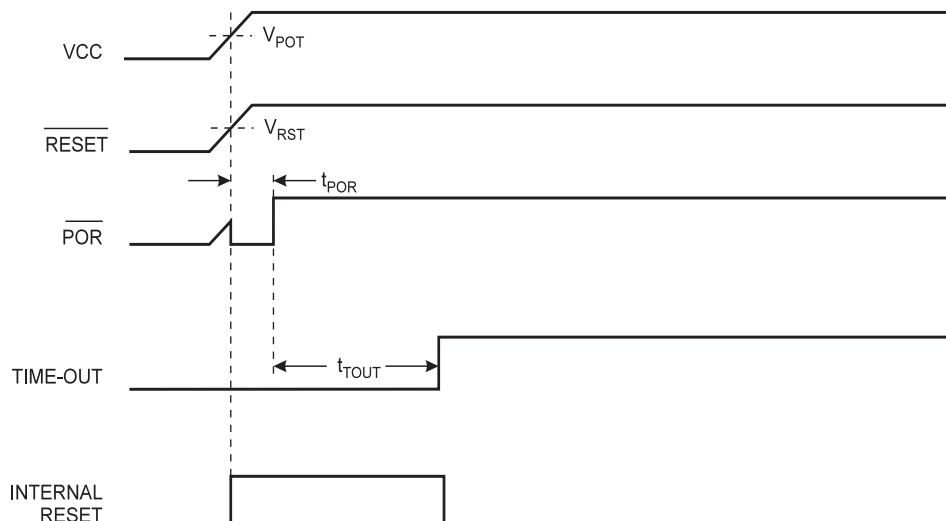 VCC
VPOT
RESET
VRST
tPOR
POR
tTOUT
TIME-OUT
INTERNAL
RESET